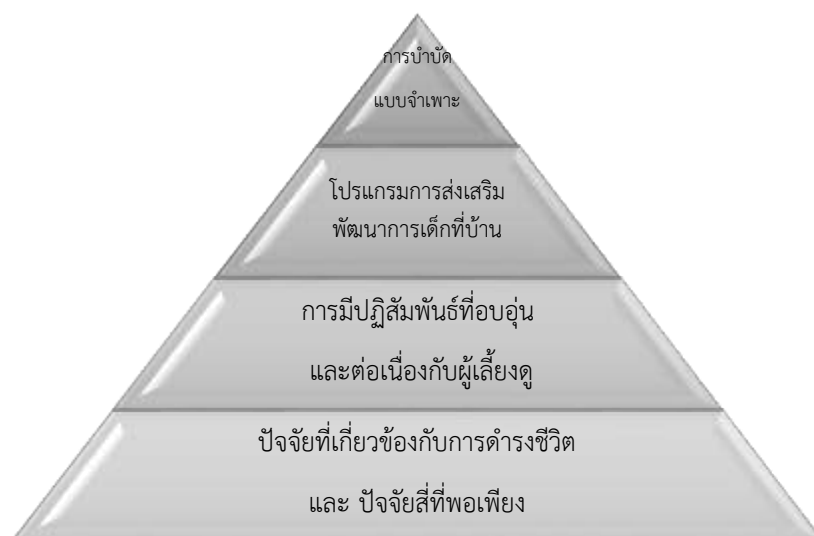 การบำบัด
แบบจำเพาะ
โปรแกรมการส่งเสริม
พัฒนาการเด็กที่บ้าน
การมีปฏิสัมพันธ์ที่อบอุ่น
และต่อเนื่องกับผู้เลี้ยงดู
ปัจจัยที่เกี่ยวข้องกับการดำรงชีวิต
และ ปัจจัยสี่ที่พอเพียง